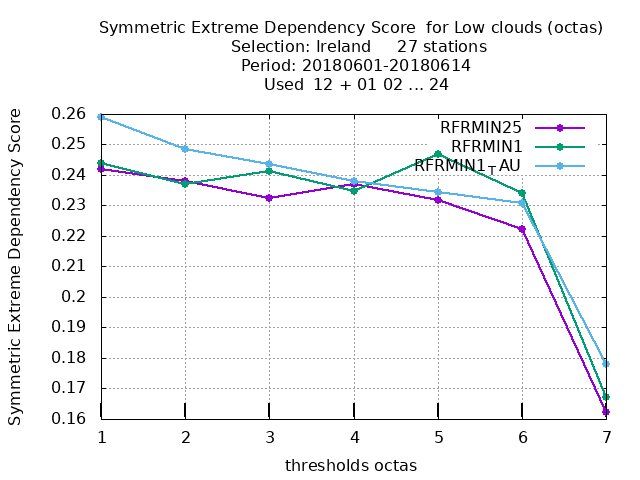 Symmetric Extreme Dependency Score  for Low clouds (octas)
Selection: Ireland     27 stations
Period: 20180601-20180614
Used  12 + 01 02 ... 24
Symmetric Extreme Dependency Score
0.26
0.25
0.24
0.23
0.22
0.21
0.2
0.19
0.18
0.17
0.16
RFRMIN25
RFRMIN1
RFRMIN1TAU
1 2 3 4 5 6 7
thresholds octas